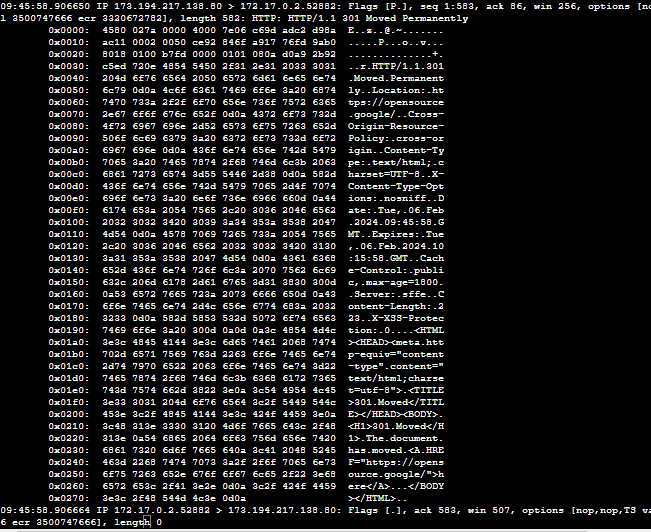 09:45:58.906650 IP 173.194.217.138.80 > 172.17.0.2.52882: Flags [P.], seq 1:583, ack 86, win 256, options [no
l 3500747666 ecr 3320672782], length 582: HTTP: HTTP/1.1 301 Moved Permanently
0x0000: 4580 027a 0000 4000 7e06 c69d adc2 d98a E..z..@.~.......
0x0010: ac11 0002 0050 ce92 846f a917 76fd 9ab0 .....P...o..v...
0x0020: 8018 0100 b7fd 0000 0101 080a d0a9 2b92 ..............+.
0x0030: c5ed 720e 4854 5450 2f31 2e31 2033 3031 ..r.HTTP/1.1.301
0x0040: 204d 6f76 6564 2050 6572 6d61 6e65 6e74 .Moved.Permanent
0x0050: 6c79 0d0a 4c6f 6361 7469 6f6e 3a20 6874 ly..Location:.ht
0x0060: 7470 733a 2f2f 6f70 656e 736f 7572 6365 tps://opensource
0x0070: 2e67 6f6f 676c 652f 0d0a 4372 6f73 732d .google/..Cross-
0x0080: 4f72 6967 696e 2d52 6573 6f75 7263 652d Origin-Resource-
0x0090: 506f 6c69 6379 3a20 6372 6f73 732d 6f72 Policy:.cross-or
0x00a0: 6967 696e 0d0a 436f 6e74 656e 742d 5479 igin..Content-Ty
0x00b0: 7065 3a20 7465 7874 2f68 746d 6c3b 2063 pe:.text/html;.c
0x00c0: 6861 7273 6574 3d55 5446 2d38 0d0a 582d harset=UTF-8..X-
0x00d0: 436f 6e74 656e 742d 5479 7065 2d4f 7074 Content-Type-Opt
0x00e0: 696f 6e73 3a20 6e6f 736e 6966 660d 0a44 ions:.nosniff..D
0x00f0: 6174 653a 2054 7565 2c20 3036 2046 6562 ate:.Tue,.06.Feb
0x0100: 2032 3032 3420 3039 3a34 353a 3538 2047 .2024.09:45:58.G
0x0110: 4d54 0d0a 4578 7069 7265 733a 2054 7565 MT..Expires:.Tue
0x0120: 2c20 3036 2046 6562 2032 3032 3420 3130 ,.06.Feb.2024.10
0x0130: 3a31 353a 3538 2047 4d54 0d0a 4361 6368 :15:58.GMT..Cach
0x0140: 652d 436f 6e74 726f 6c3a 2070 7562 6c69 e-Control:.publi
0x0150: 632c 206d 6178 2d61 6765 3d31 3830 300d c,.max-age=1800.
0x0160: 0a53 6572 7665 723a 2073 6666 650d 0a43 .Server:.sffe..C
0x0170: 6f6e 7465 6e74 2d4c 656e 6774 683a 2032 ontent-Length:.2
0x0180: 3233 0d0a 582d 5853 532d 5072 6f74 6563 23..X-XSS-Protec
0x0190: 7469 6f6e 3a20 300d 0a0d 0a3c 4854 4d4c tion:.0....<HTML
0x01a0: 3e3c 4845 4144 3e3c 6d65 7461 2068 7474 ><HEAD><meta.htt
0x01b0: 702d 6571 7569 763d 2263 6f6e 7465 6e74 p-equiv="content
0x01c0: 2d74 7970 6522 2063 6f6e 7465 6e74 3d22 -type".content="
0x01d0: 7465 7874 2f68 746d 6c3b 6368 6172 7365 text/html;charse
0x01e0: 743d 7574 662d 3822 3e0a 3c54 4954 4c45 t=utf-8">.<TITLE
0x01f0: 3e33 3031 204d 6f76 6564 3c2f 5449 544c >301.Moved</TITL
0x0200: 453e 3c2f 4845 4144 3e3c 424f 4459 3e0a E></HEAD><BODY>.
0x0210: 3c48 313e 3330 3120 4d6f 7665 643c 2f48 <H1>301.Moved</H
0x0220: 313e 0a54 6865 2064 6f63 756d 656e 7420 1>.The.document.
0x0230: 6861 7320 6d6f 7665 640a 3c41 2048 5245 has.moved.<A.HRE
0x0240: 463d 2268 7474 7073 3a2f 2f6f 7065 6e73 F="https://opens
0x0250: 6f75 7263 652e 676f 6f67 6c65 2f22 3e68 ource.google/">h
0x0260: 6572 653c 2f41 3e2e 0d0a 3c2f 424f 4459 ere</A>...</BODY
0x0270: 3e3c 2f48 544d 4c3e 0d0a ></HTML>..
09:45:58.906664 IP 172.17.0.2.52882 > 173.194.217.138.80: Flags [.], ack 583, win 507, options [nop,nop,TS va
6 ecr 3500747666], length 0